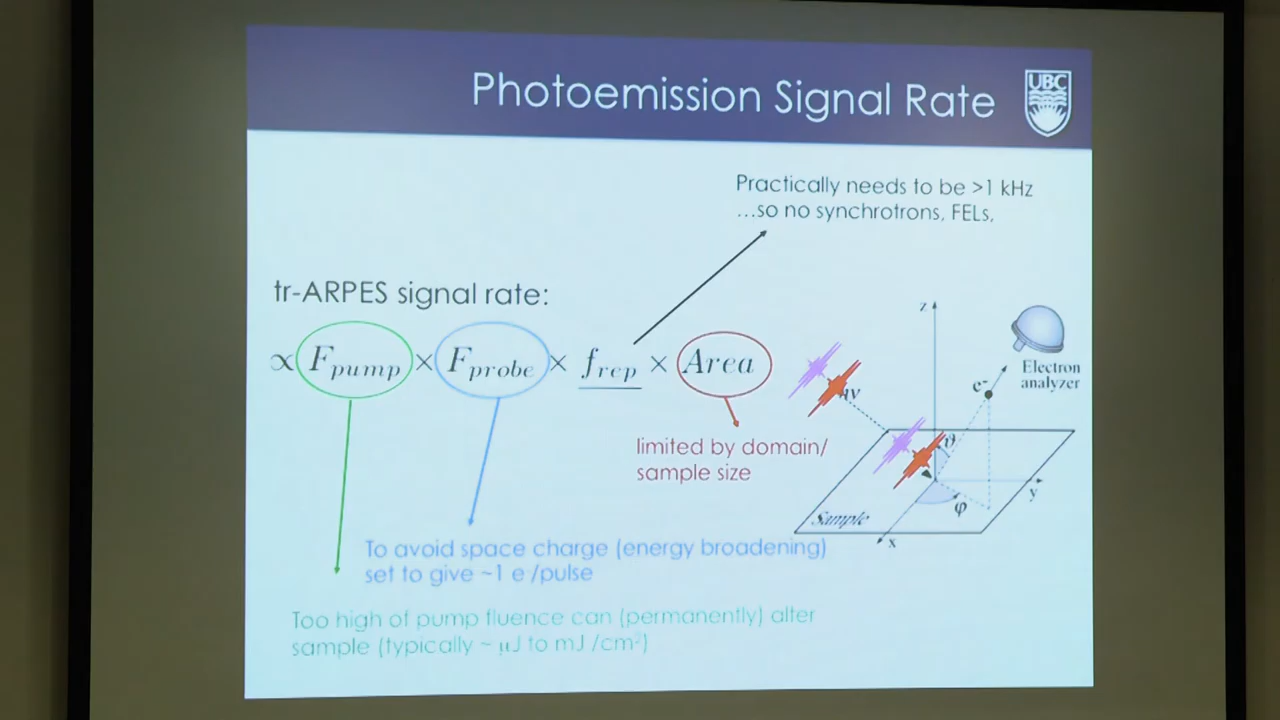 Photoemission Signal Rate
UBC
Practically needs to be >1 kHz
...so no synchrotrons, FELs,
tr-ARPES signal rate:
∝ F_pump × F_probe × f_rep × Area
limited by domain/
sample size
To avoid space charge (energy broadening)
set to give ~1 e⁻/pulse
Too high of pump fluence can (permanently) alter
sample (typically ~ μJ to mJ /cm²)
z
hν
e⁻
Electron
analyzer
ϑ
φ
y
x
Sample